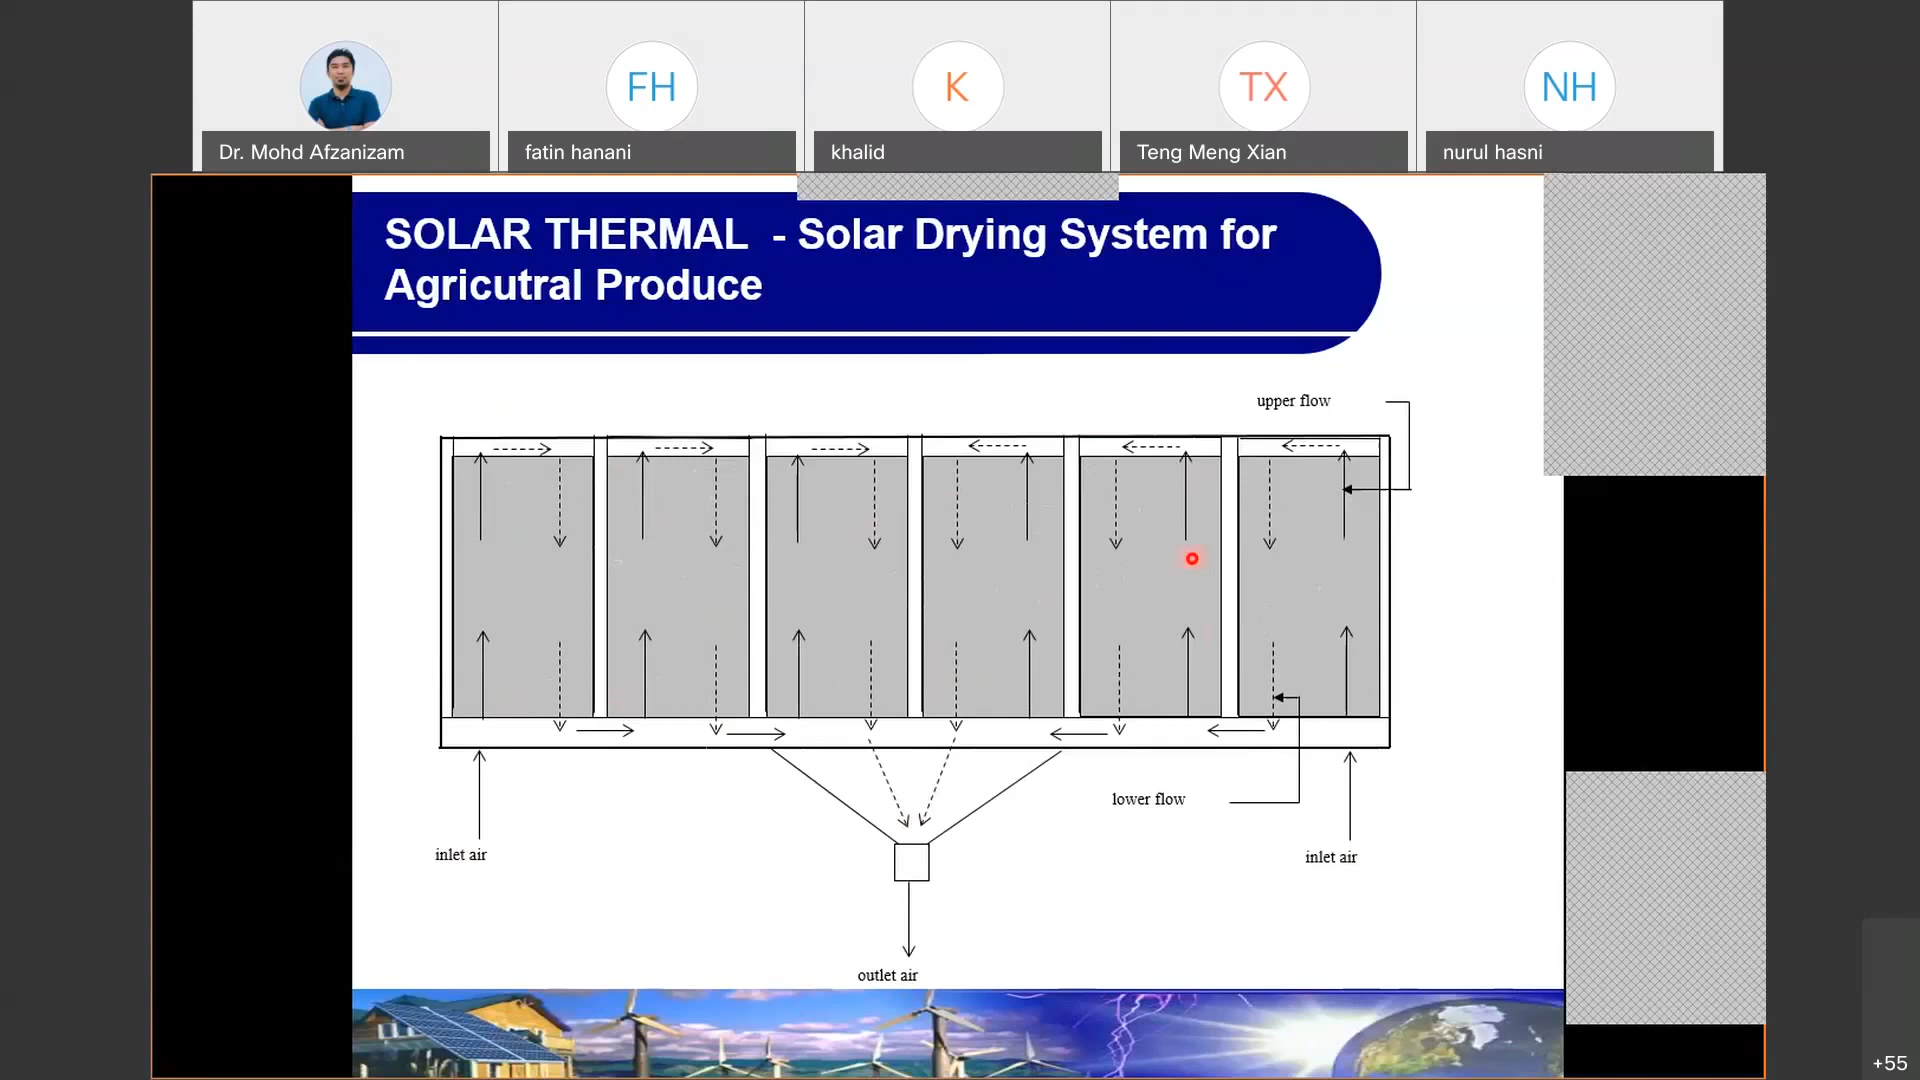 FH
K
TX
NH
Dr. Mohd Afzanizam
fatin hanani
khalid
Teng Meng Xian
nurul hasni
SOLAR THERMAL - Solar Drying System for
Agricutral Produce
upper flow
lower flow
inlet air
inlet air
outlet air
+55